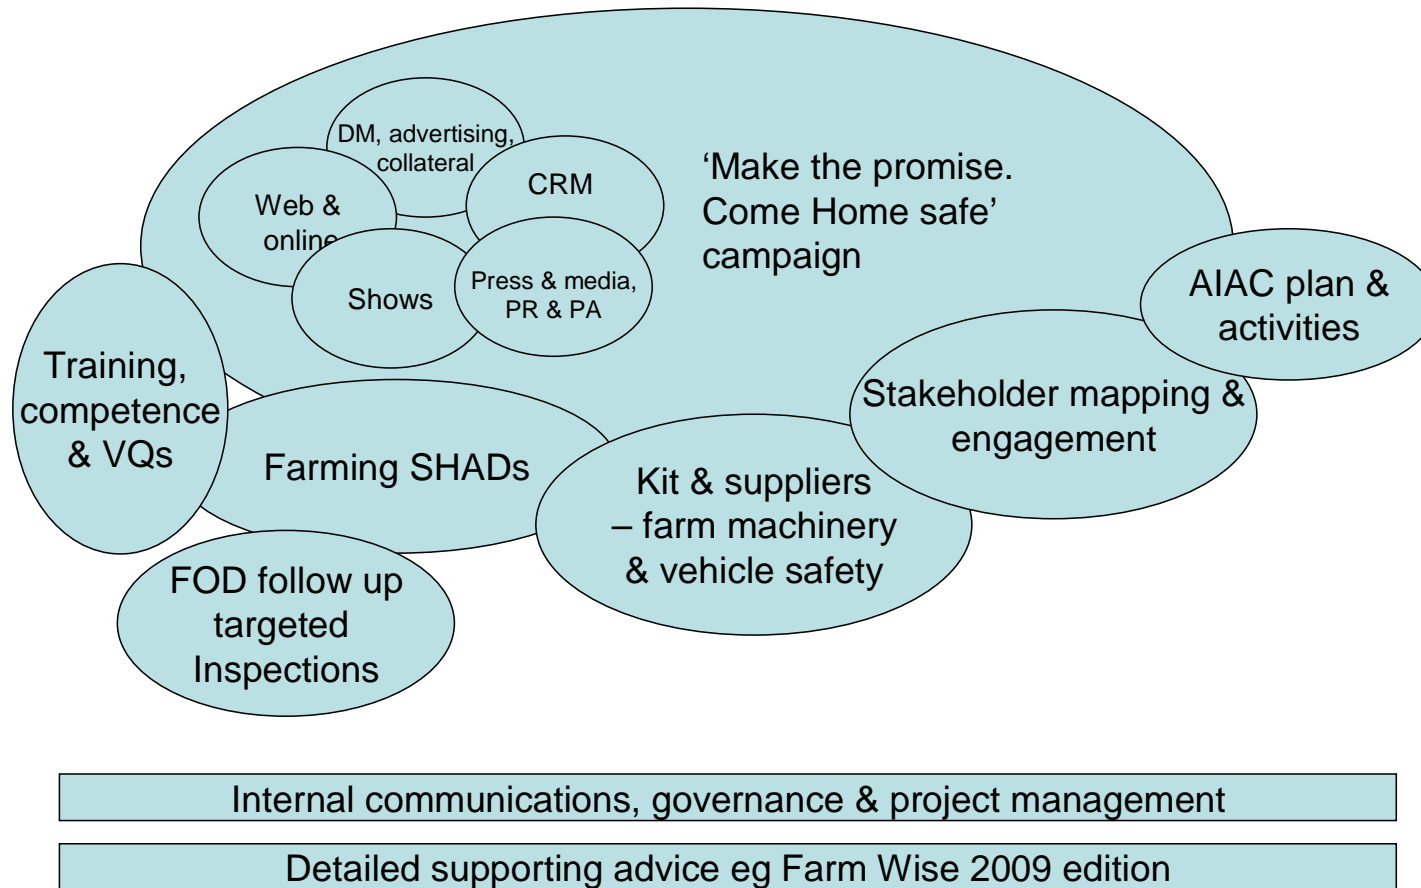 DM, advertising,
collateral
CRM
Web &
online
Shows
Press & media,
PR & PA
‘Make the promise.
Come Home safe’
campaign
AIAC plan &
activities
Training,
competence
& VQs
Stakeholder mapping &
engagement
Farming SHADs
Kit & suppliers
– farm machinery
& vehicle safety
FOD follow up
targeted
Inspections
Internal communications, governance & project management
Detailed supporting advice eg Farm Wise 2009 edition